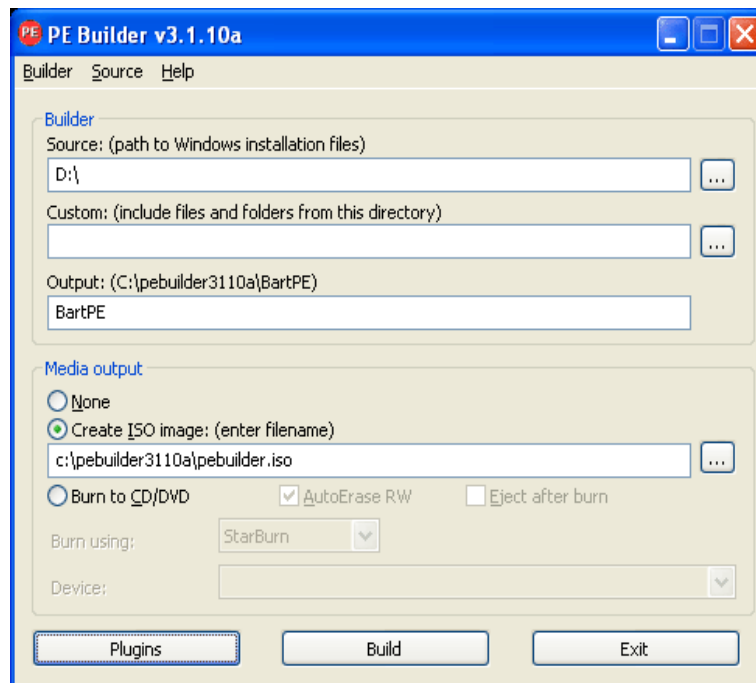 PE PE Builder v3.1.10a
Builder Source Help
Builder
Source: (path to Windows installation files)
D:\
...
Custom: (include files and folders from this directory)
...
Output: (C:\pebuilder3110a\BartPE)
BartPE
Media output
None
Create ISO image: (enter filename)
c:\pebuilder3110a\pebuilder.iso
...
Burn to CD/DVD AutoErase RW Eject after burn
Burn using: StarBurn
Device:
Plugins Build Exit